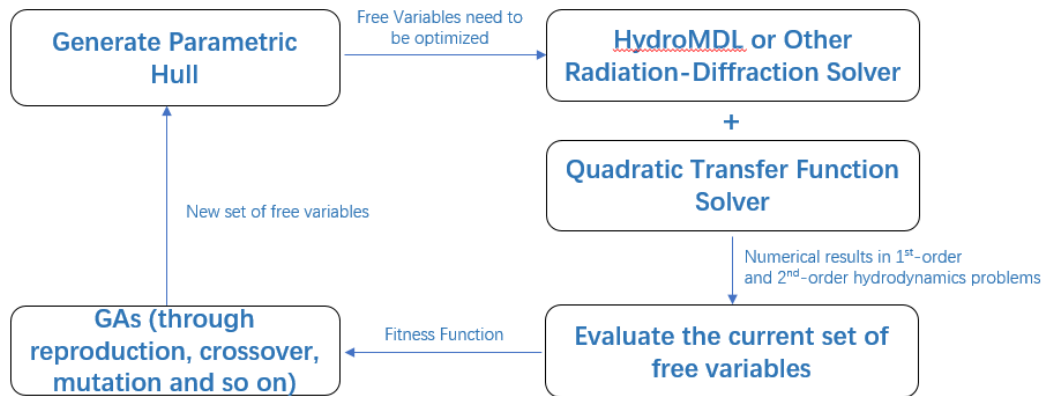 Generate Parametric
Hull
Free Variables need to
be optimized
HydroMDL or Other
Radiation-Diffraction Solver
+
Quadratic Transfer Function
Solver
New set of free variables
Numerical results in 1st-order
and 2nd-order hydrodynamics problems
GAs (through
reproduction, crossover,
mutation and so on)
Fitness Function
Evaluate the current set of
free variables